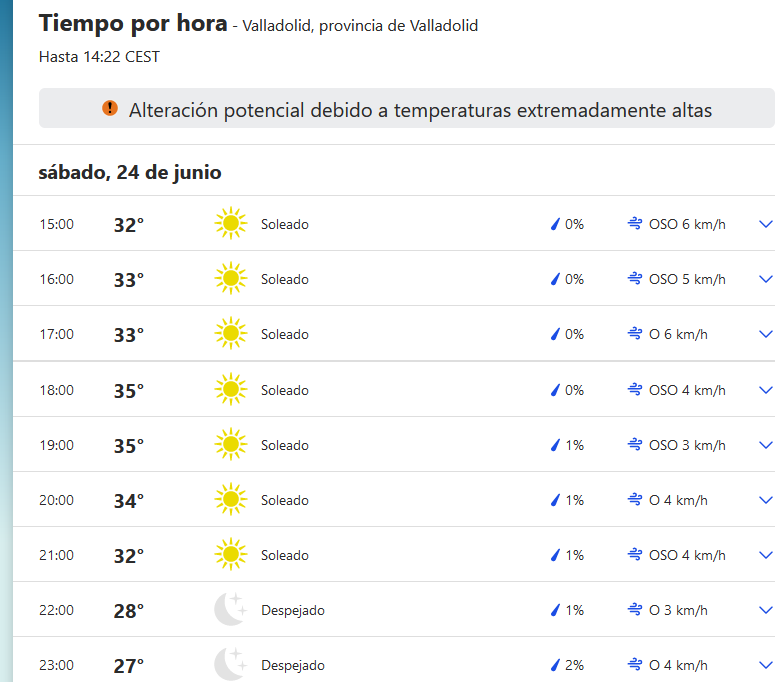 Tiempo por hora - Valladolid, provincia de Valladolid
Hasta 14:22 CEST
Alteración potencial debido a temperaturas extremadamente altas
sábado, 24 de junio
15:00 32° Soleado 0% OSO 6 km/h
16:00 33° Soleado 0% OSO 5 km/h
17:00 33° Soleado 0% O 6 km/h
18:00 35° Soleado 0% OSO 4 km/h
19:00 35° Soleado 1% OSO 3 km/h
20:00 34° Soleado 1% O 4 km/h
21:00 32° Soleado 1% OSO 4 km/h
22:00 28° Despejado 1% O 3 km/h
23:00 27° Despejado 2% O 4 km/h